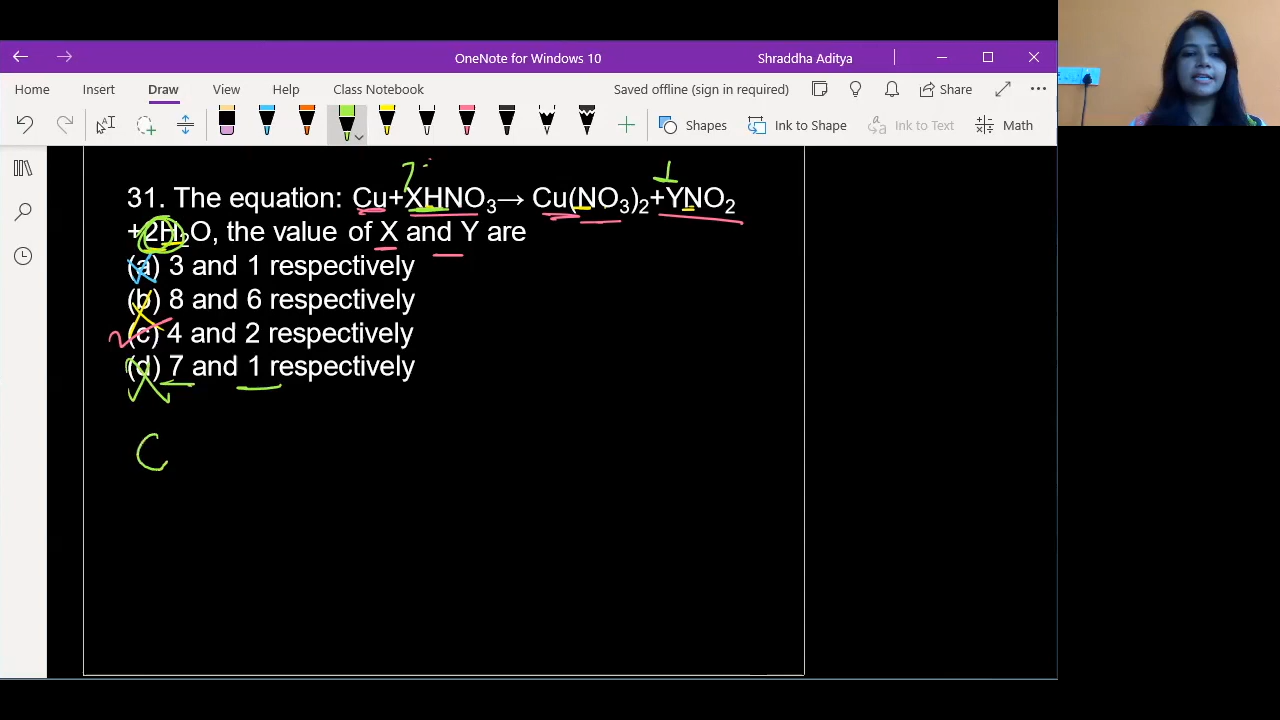 OneNote for Windows 10
Shraddha Aditya
Home Insert Draw View Help Class Notebook
Saved offline (sign in required)
Share
Shapes
Ink to Shape
Ink to Text
Math
7
1
31. The equation: Cu+XHNO₃→ Cu(NO₃)₂+YNO₂
+2H₂O, the value of X and Y are
(a) 3 and 1 respectively
(b) 8 and 6 respectively
(c) 4 and 2 respectively
(d) 7 and 1 respectively
C